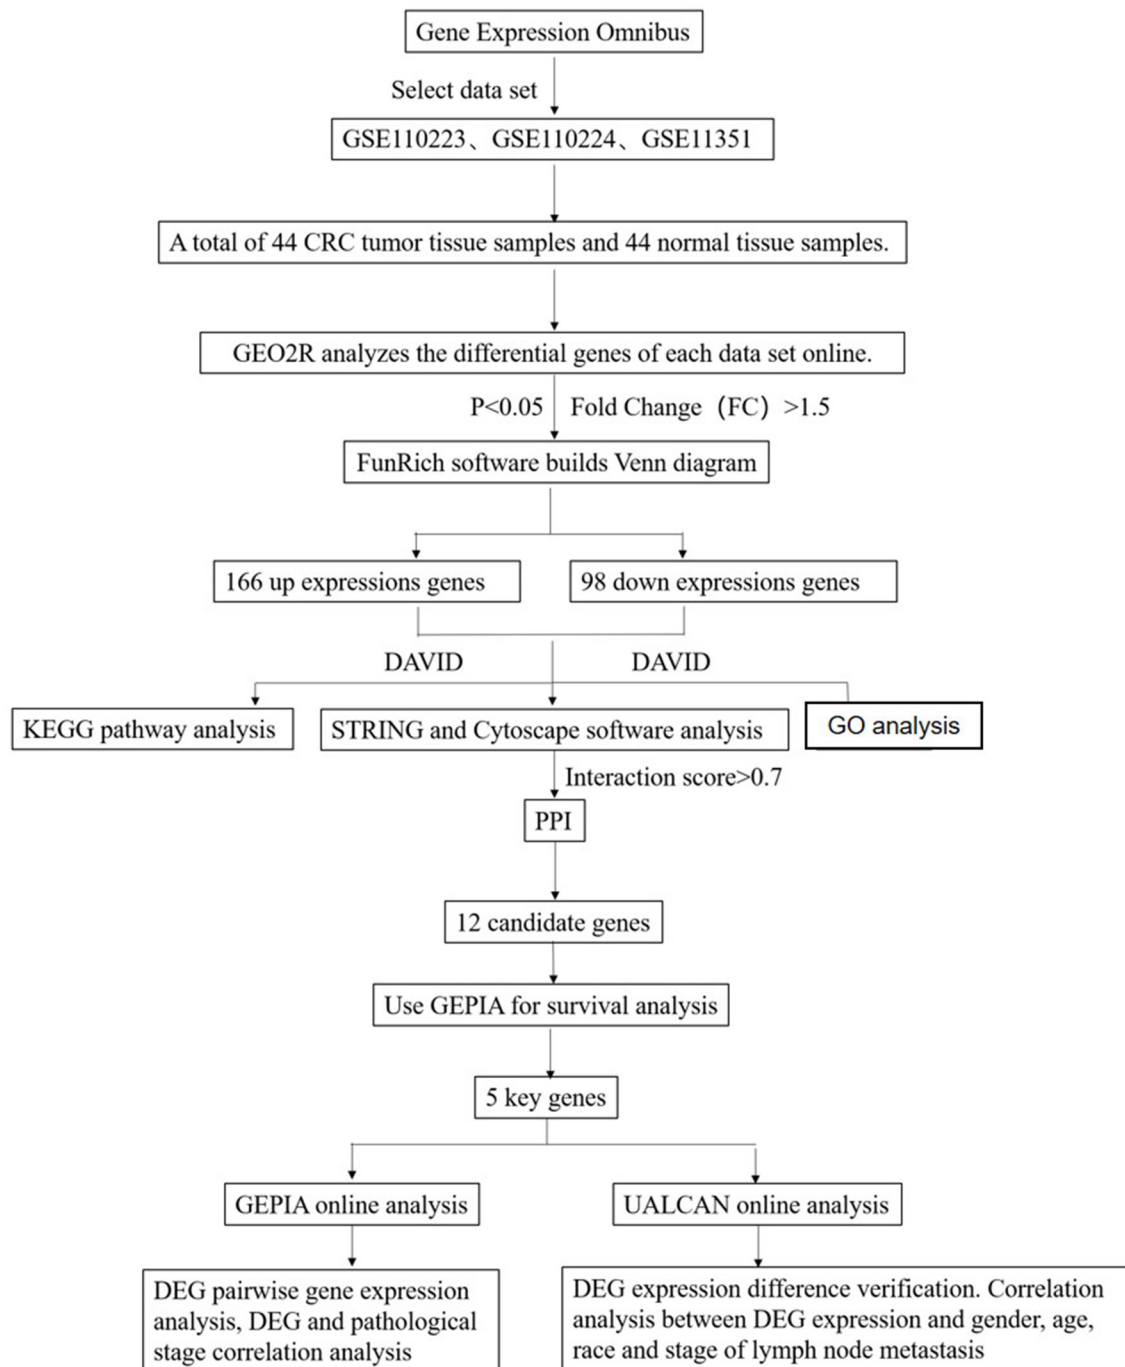 Gene Expression Omnibus
Select data set
GSE110223、GSE110224、GSE11351
A total of 44 CRC tumor tissue samples and 44 normal tissue samples.
GEO2R analyzes the differential genes of each data set online.
P<0.05 Fold Change（FC）>1.5
FunRich software builds Venn diagram
166 up expressions genes
98 down expressions genes
DAVID
DAVID
KEGG pathway analysis
STRING and Cytoscape software analysis
GO analysis
Interaction score>0.7
PPI
12 candidate genes
Use GEPIA for survival analysis
5 key genes
GEPIA online analysis
UALCAN online analysis
DEG pairwise gene expression
analysis, DEG and pathological
stage correlation analysis
DEG expression difference verification. Correlation
analysis between DEG expression and gender, age,
race and stage of lymph node metastasis